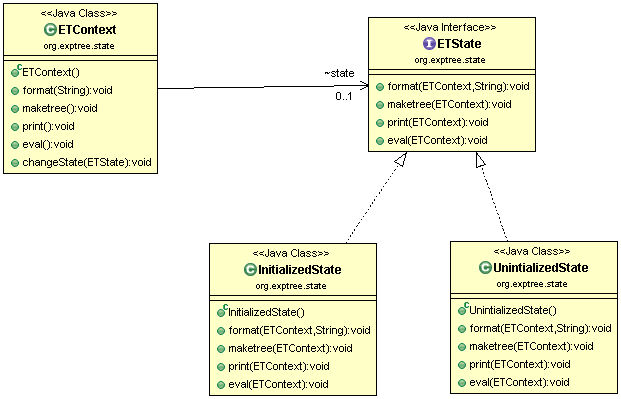 <<Java Class>>
C ETContext
org.exptree.state
ETContext()
format(String):void
maketree():void
print():void
eval():void
changeState(ETState):void
~state
0..1
<<Java Interface>>
I ETState
org.exptree.state
format(ETContext,String):void
maketree(ETContext):void
print(ETContext):void
eval(ETContext):void
<<Java Class>>
C InitializedState
org.exptree.state
InitializedState()
format(ETContext,String):void
maketree(ETContext):void
print(ETContext):void
eval(ETContext):void
<<Java Class>>
C UnintializedState
org.exptree.state
UnintializedState()
format(ETContext,String):void
maketree(ETContext):void
print(ETContext):void
eval(ETContext):void